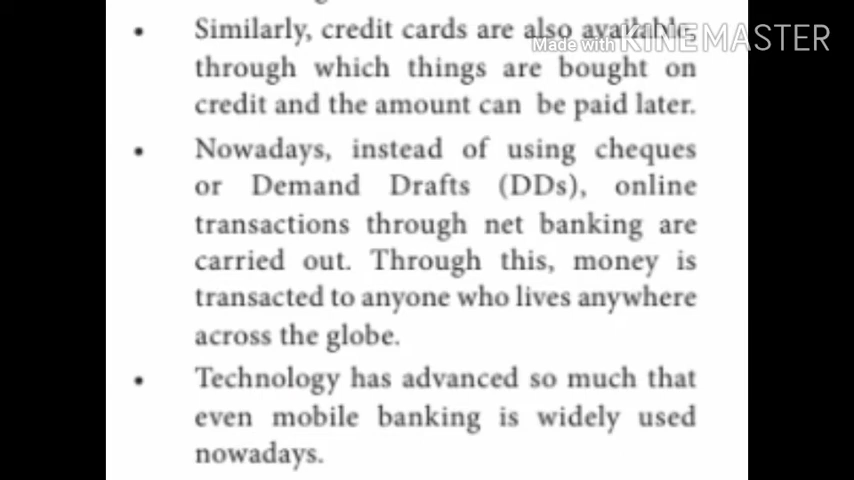 • Similarly, credit cards are also available,
through which things are bought on
credit and the amount can be paid later.
• Nowadays, instead of using cheques
or Demand Drafts (DDs), online
transactions through net banking are
carried out. Through this, money is
transacted to anyone who lives anywhere
across the globe.
• Technology has advanced so much that
even mobile banking is widely used
nowadays.
Made with KINEMASTER